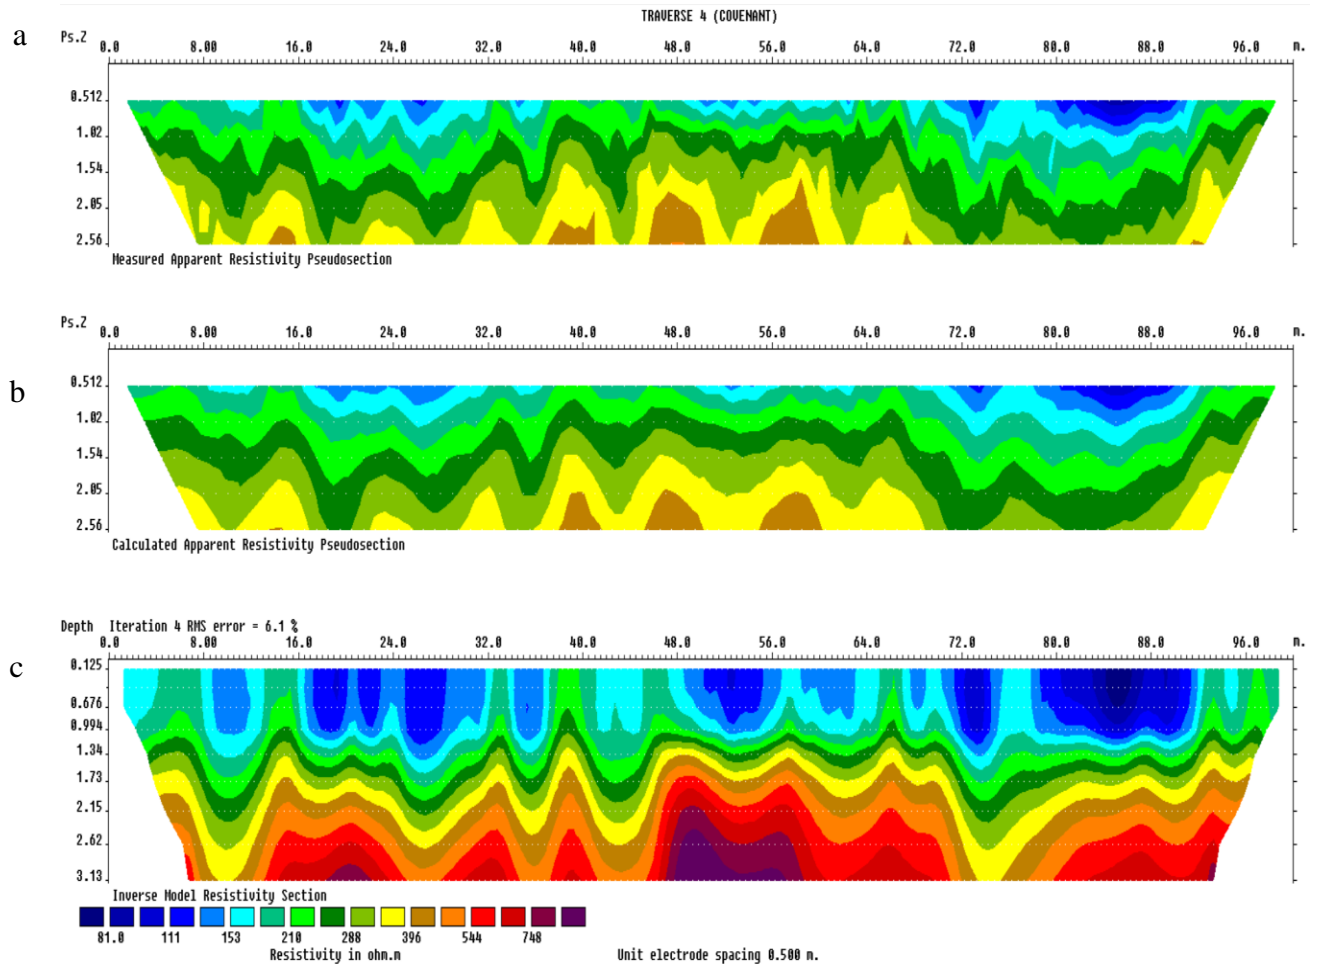 TRAVERSE 4 (COVENANT)
a
Ps.Z 0.0 8.00 16.0 24.0 32.0 40.0 48.0 56.0 64.0 72.0 80.0 88.0 96.0 m.
0.512
1.02
1.54
2.05
2.56
Measured Apparent Resistivity Pseudosection
b
Ps.Z 0.0 8.00 16.0 24.0 32.0 40.0 48.0 56.0 64.0 72.0 80.0 88.0 96.0 m.
0.512
1.02
1.54
2.05
2.56
Calculated Apparent Resistivity Pseudosection
c
Depth Iteration 4 RMS error = 6.1 %
0.0 8.00 16.0 24.0 32.0 40.0 48.0 56.0 64.0 72.0 80.0 88.0 96.0 m.
0.125
0.676
0.994
1.34
1.73
2.15
2.62
3.13
Inverse Model Resistivity Section
81.0 111 153 210 288 396 544 748
Resistivity in ohm.m Unit electrode spacing 0.500 m.